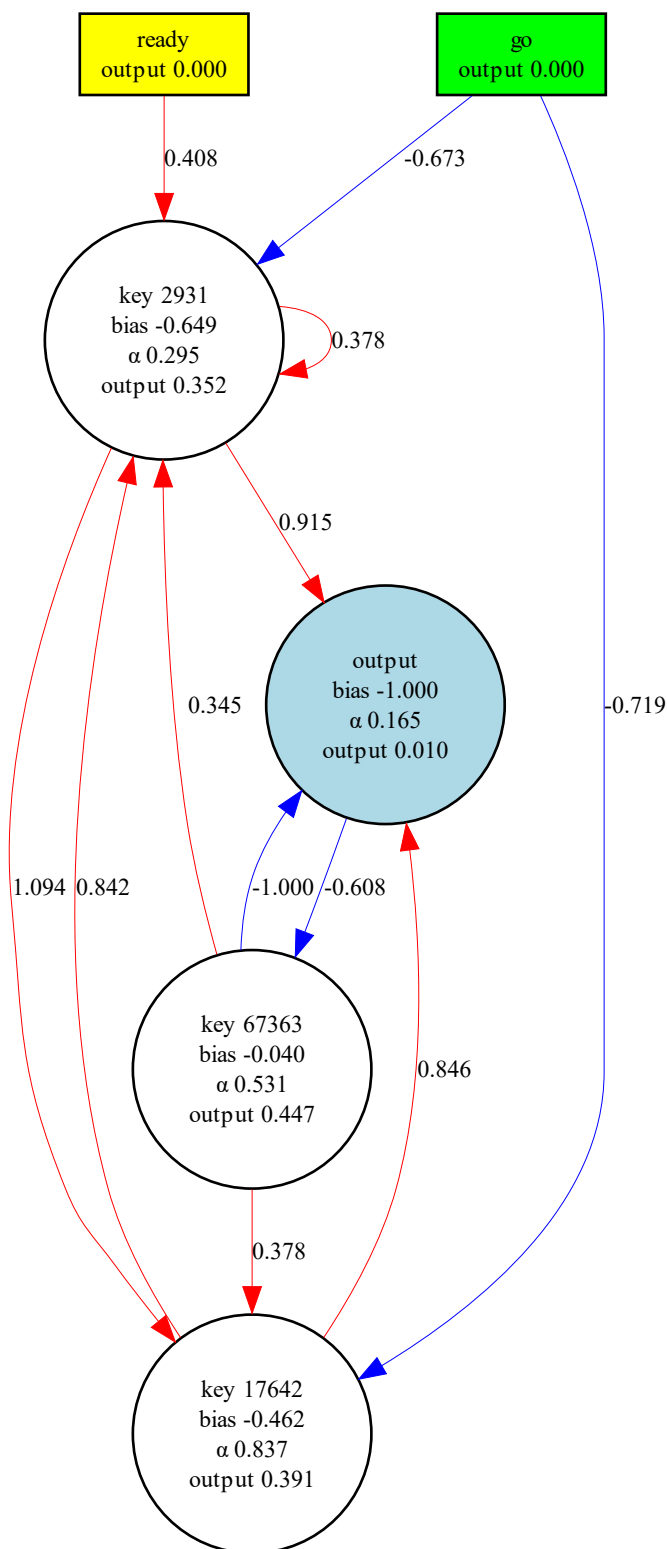 ready
output 0.000
go
output 0.000
0.408
-0.673
key 2931
bias -0.649
α 0.295
output 0.352
0.378
0.915
output
bias -1.000
α 0.165
output 0.010
0.345
-0.719
1.094
0.842
-1.000
-0.608
key 67363
bias -0.040
α 0.531
output 0.447
0.846
0.378
key 17642
bias -0.462
α 0.837
output 0.391